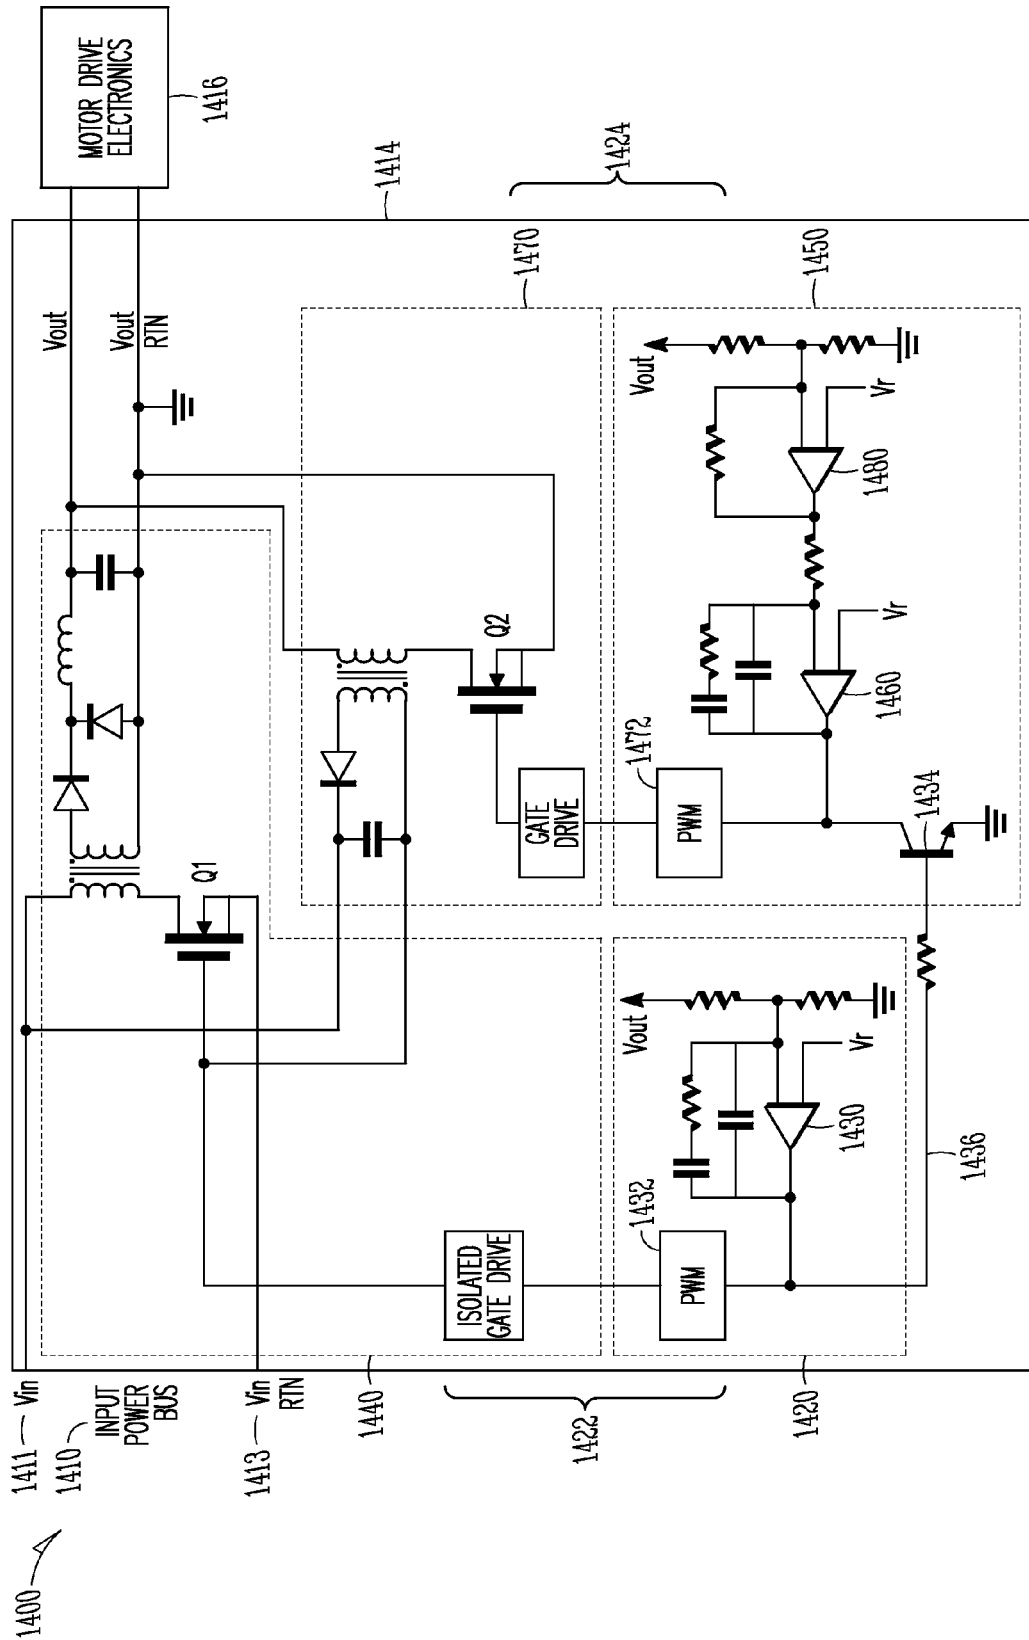 1400
1411
Vin
1410
INPUT
POWER
BUS
1413
Vin
RTN
1440
1422
1420
ISOLATED
GATE DRIVE
1432
PWM
1430
Vout
Vr
1436
Q1
Q2
GATE
DRIVE
1472
PWM
1434
1460
Vr
1480
Vr
Vout
1470
1450
1424
1414
Vout
Vout
RTN
MOTOR DRIVE
ELECTRONICS
1416